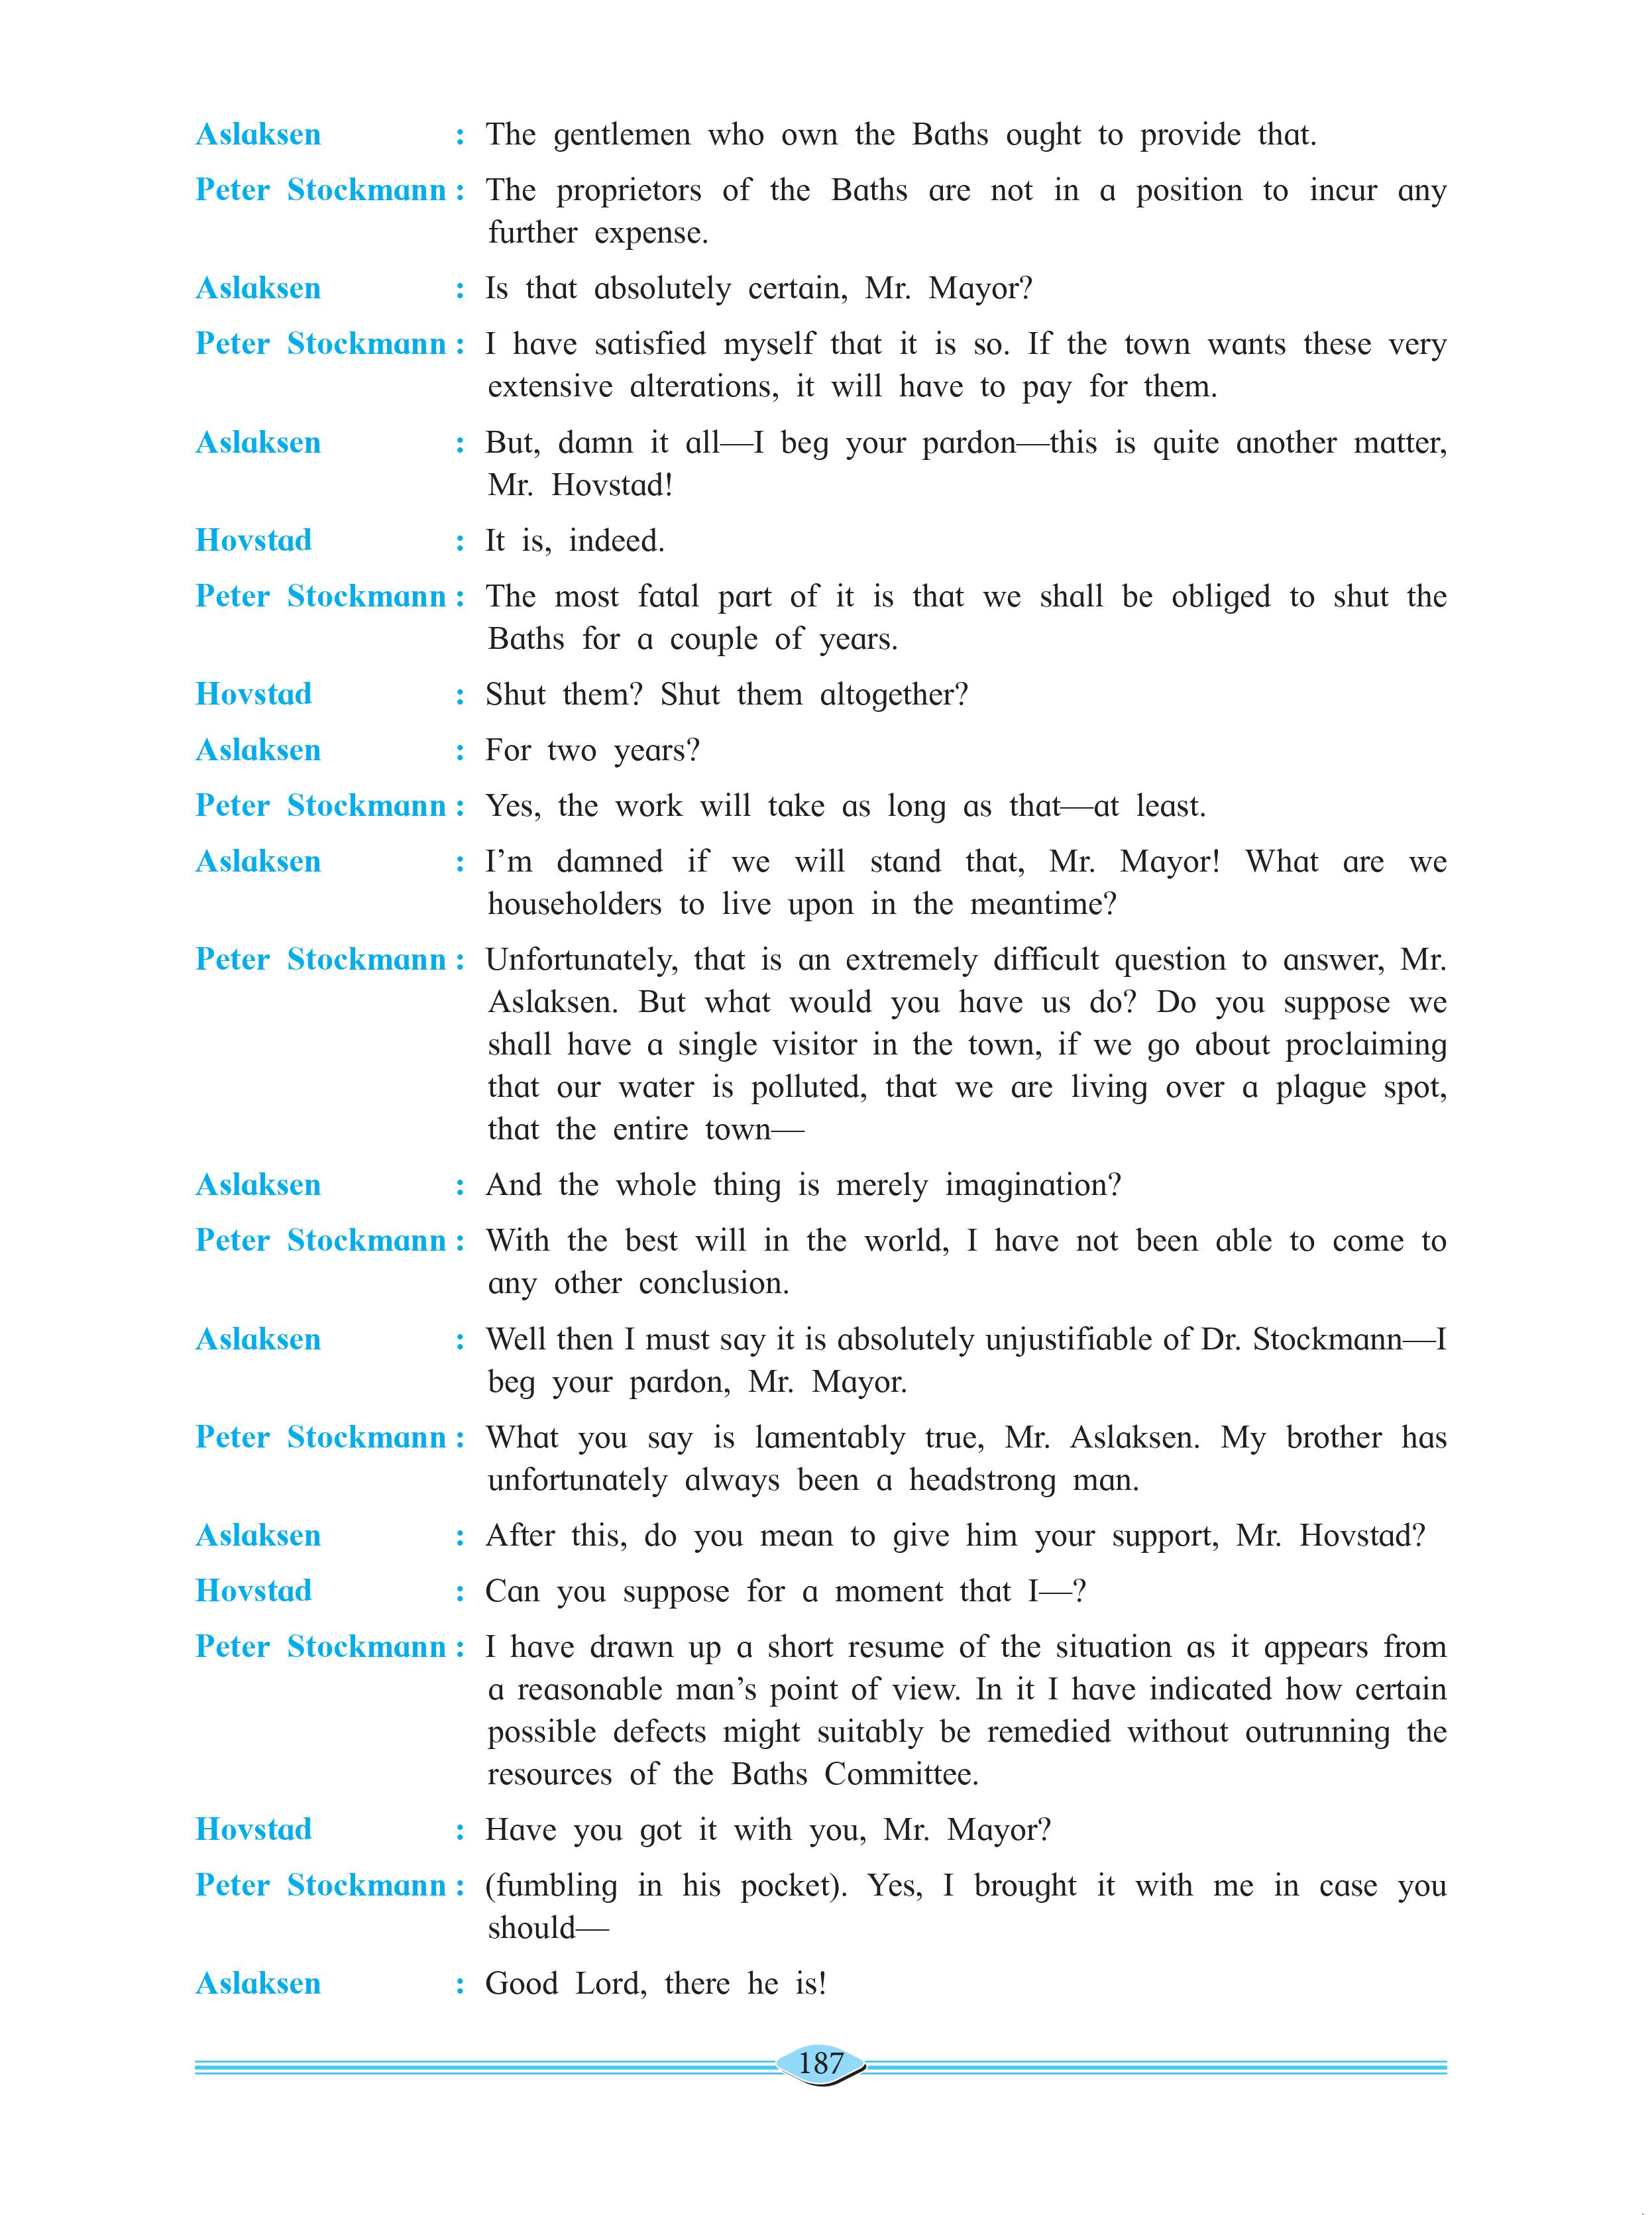 Aslaksen : The gentlemen who own the Baths ought to provide that.
Peter Stockmann : The proprietors of the Baths are not in a position to incur any
further expense.
Aslaksen : Is that absolutely certain, Mr. Mayor?
Peter Stockmann : I have satisfied myself that it is so. If the town wants these very
extensive alterations, it will have to pay for them.
Aslaksen : But, damn it all—I beg your pardon—this is quite another matter,
Mr. Hovstad!
Hovstad : It is, indeed.
Peter Stockmann : The most fatal part of it is that we shall be obliged to shut the
Baths for a couple of years.
Hovstad : Shut them? Shut them altogether?
Aslaksen : For two years?
Peter Stockmann : Yes, the work will take as long as that—at least.
Aslaksen : I’m damned if we will stand that, Mr. Mayor! What are we
householders to live upon in the meantime?
Peter Stockmann : Unfortunately, that is an extremely difficult question to answer, Mr.
Aslaksen. But what would you have us do? Do you suppose we
shall have a single visitor in the town, if we go about proclaiming
that our water is polluted, that we are living over a plague spot,
that the entire town—
Aslaksen : And the whole thing is merely imagination?
Peter Stockmann : With the best will in the world, I have not been able to come to
any other conclusion.
Aslaksen : Well then I must say it is absolutely unjustifiable of Dr. Stockmann—I
beg your pardon, Mr. Mayor.
Peter Stockmann : What you say is lamentably true, Mr. Aslaksen. My brother has
unfortunately always been a headstrong man.
Aslaksen : After this, do you mean to give him your support, Mr. Hovstad?
Hovstad : Can you suppose for a moment that I—?
Peter Stockmann : I have drawn up a short resume of the situation as it appears from
a reasonable man’s point of view. In it I have indicated how certain
possible defects might suitably be remedied without outrunning the
resources of the Baths Committee.
Hovstad : Have you got it with you, Mr. Mayor?
Peter Stockmann : (fumbling in his pocket). Yes, I brought it with me in case you
should—
Aslaksen : Good Lord, there he is!
187